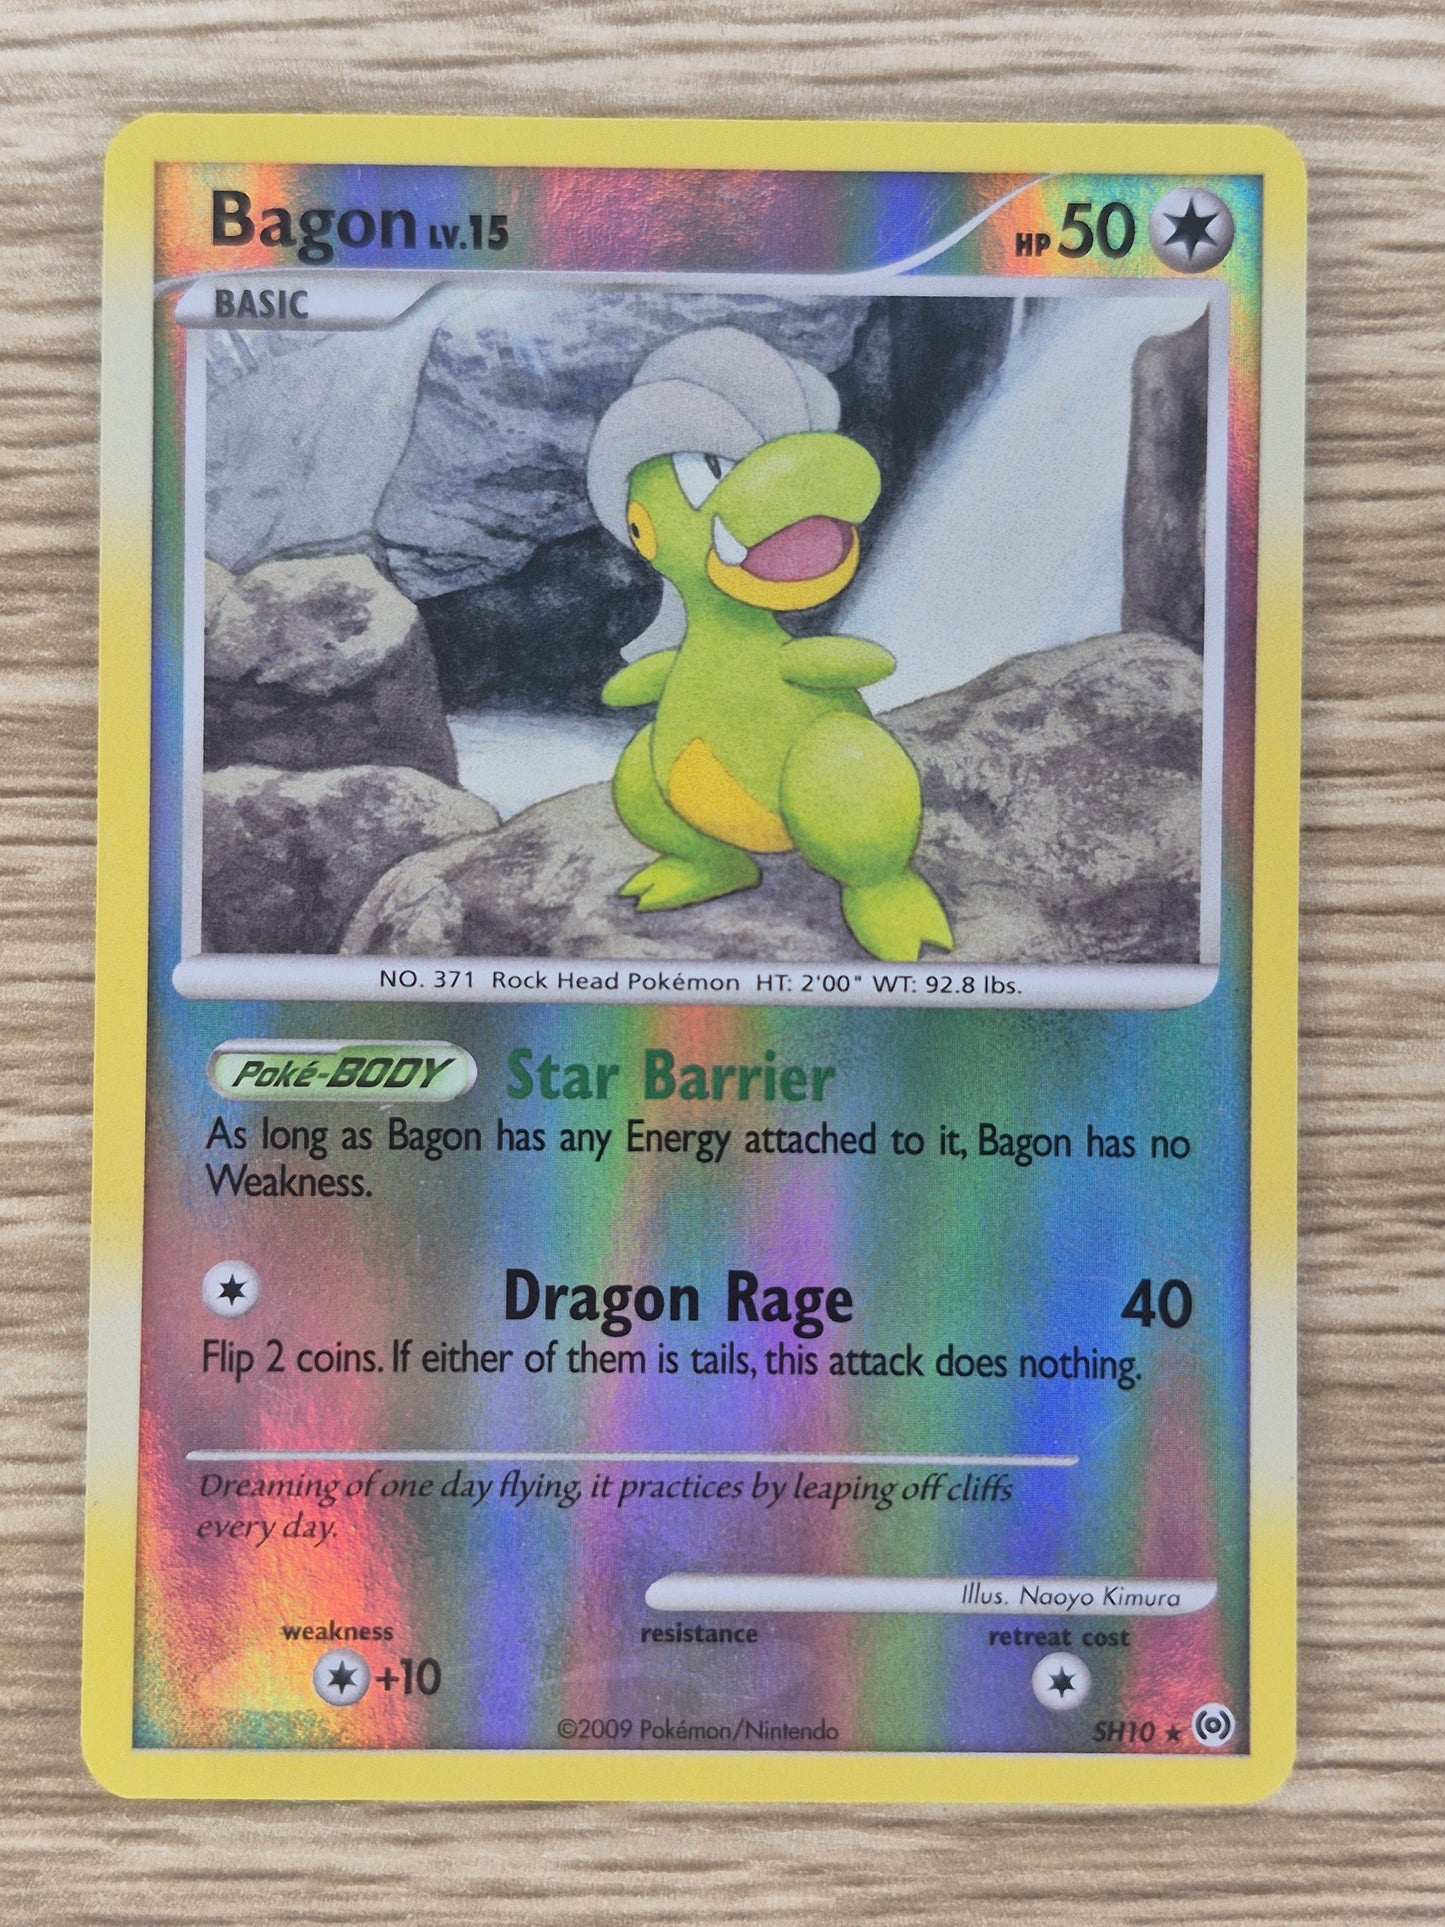 Bagon LV.15 HP 50
BASIC
NO. 371 Rock Head Pokémon HT: 2'00" WT: 92.8 lbs.
Poké-BODY Star Barrier
As long as Bagon has any Energy attached to it, Bagon has no
Weakness.
Dragon Rage 40
Flip 2 coins. If either of them is tails, this attack does nothing.
Dreaming of one day flying, it practices by leaping off cliffs
every day.
Illus. Naoyo Kimura
weakness resistance retreat cost
+10
©2009 Pokémon/Nintendo SH10 ★